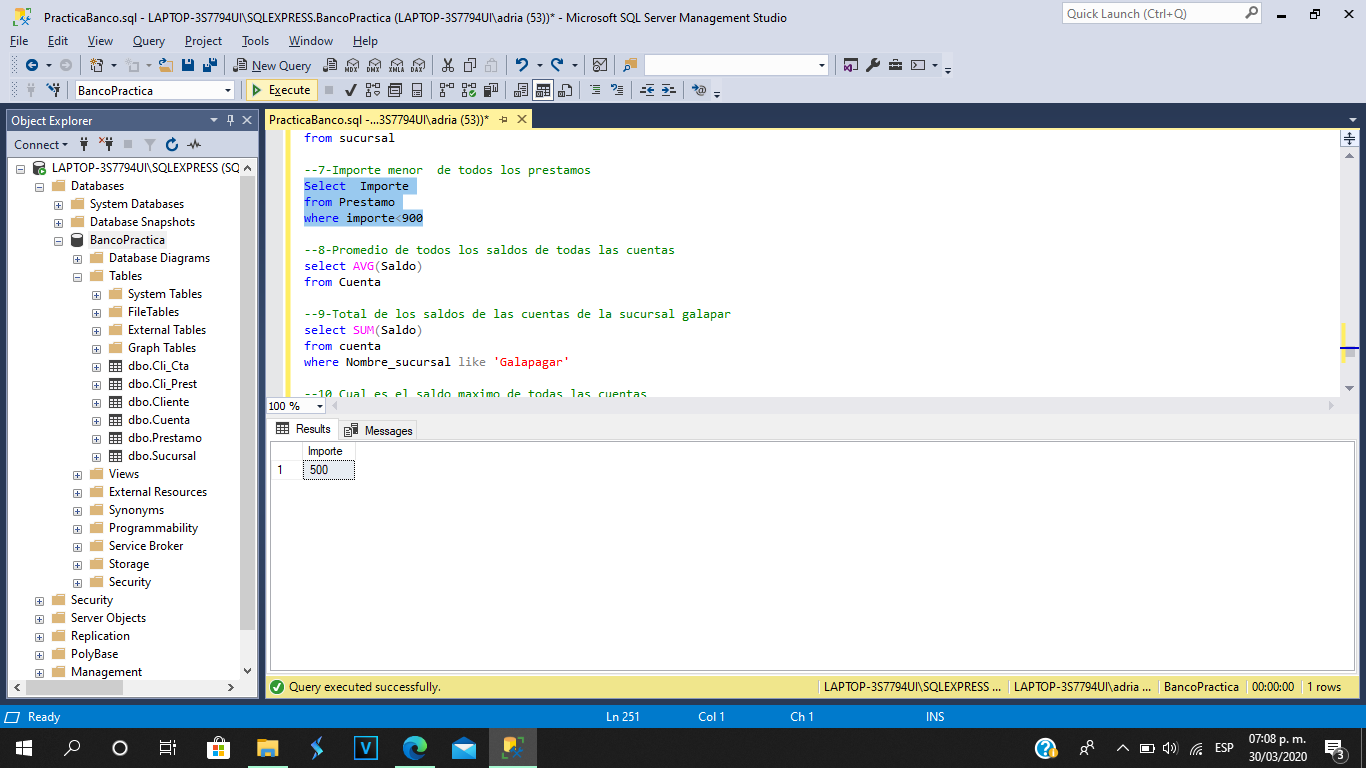 PracticaBanco.sql - LAPTOP-3S7794UI\SQLEXPRESS.BancoPractica (LAPTOP-3S7794UI\adria (53))* - Microsoft SQL Server Management Studio
Quick Launch (Ctrl+Q)
File Edit View Query Project Tools Window Help
New Query MDX DMX XMLA DAX
BancoPractica Execute
Object Explorer
PracticaBanco.sql -...3S7794UI\adria (53))*
Connect
LAPTOP-3S7794UI\SQLEXPRESS (SQ
Databases
System Databases
Database Snapshots
BancoPractica
Database Diagrams
Tables
System Tables
FileTables
External Tables
Graph Tables
dbo.Cli_Cta
dbo.Cli_Prest
dbo.Cliente
dbo.Cuenta
dbo.Prestamo
dbo.Sucursal
Views
External Resources
Synonyms
Programmability
Service Broker
Storage
Security
Security
Server Objects
Replication
PolyBase
Management
from sucursal
--7-Importe menor  de todos los prestamos
Select  Importe
from Prestamo
where importe<900
--8-Promedio de todos los saldos de todas las cuentas
select AVG(Saldo)
from Cuenta
--9-Total de los saldos de las cuentas de la sucursal galapar
select SUM(Saldo)
from cuenta
where Nombre_sucursal like 'Galapagar'
--10 Cual es el saldo maximo de todas las cuentas
100 %
Results Messages
Importe
1 500
Query executed successfully. LAPTOP-3S7794UI\SQLEXPRESS ... LAPTOP-3S7794UI\adria ... BancoPractica 00:00:00 1 rows
Ready Ln 251 Col 1 Ch 1 INS
ESP
07:08 p. m.
30/03/2020
3